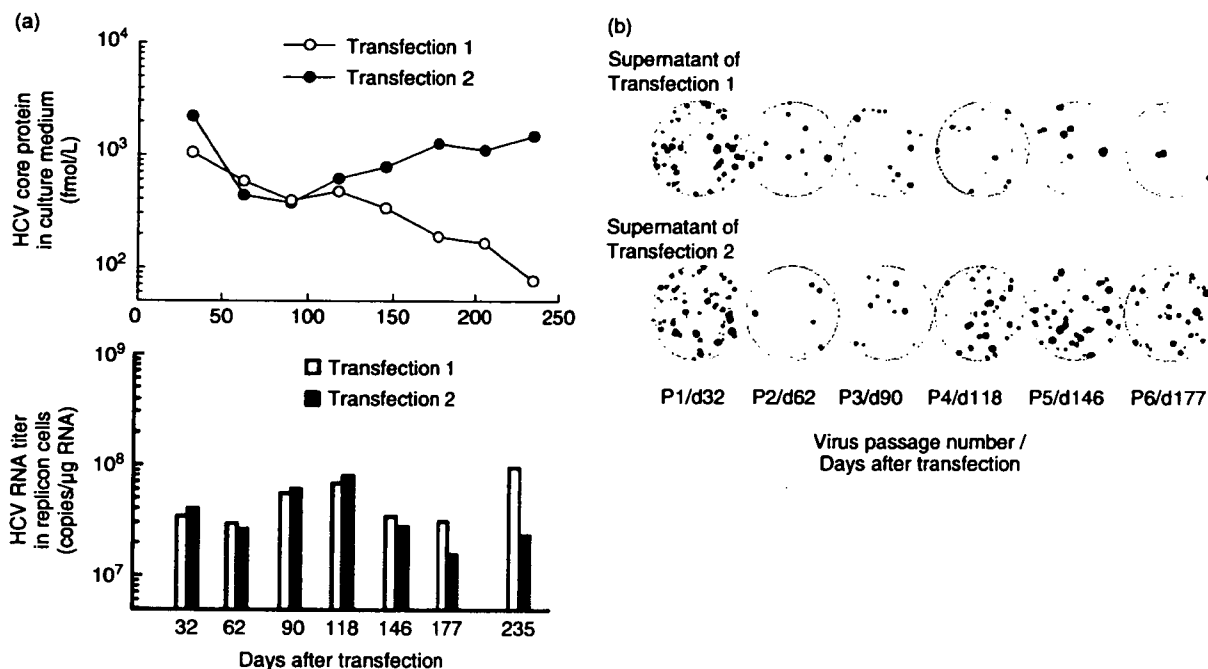 (a)
HCV core protein
in culture medium
(fmol/L)
10⁴
10³
10²
Transfection 1
Transfection 2
0 50 100 150 200 250
HCV RNA titer
in replicon cells
(copies/µg RNA)
10⁹
10⁸
10⁷
Transfection 1
Transfection 2
32 62 90 118 146 177 235
Days after transfection
(b)
Supernatant of
Transfection 1
Supernatant of
Transfection 2
P1/d32 P2/d62 P3/d90 P4/d118 P5/d146 P6/d177
Virus passage number /
Days after transfection